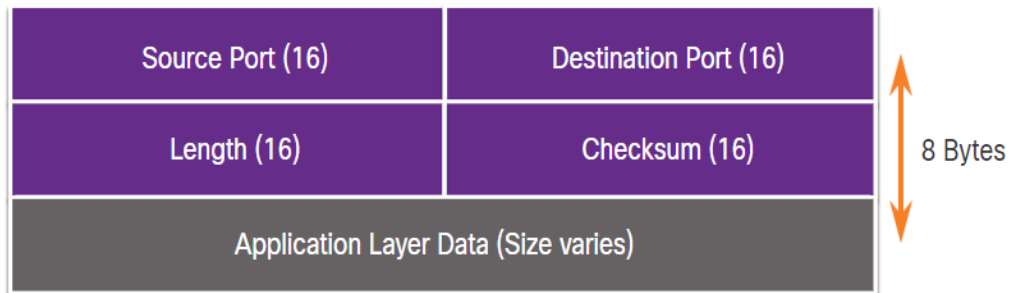 Source Port (16)
Destination Port (16)
Length (16)
Checksum (16)
8 Bytes
Application Layer Data (Size varies)